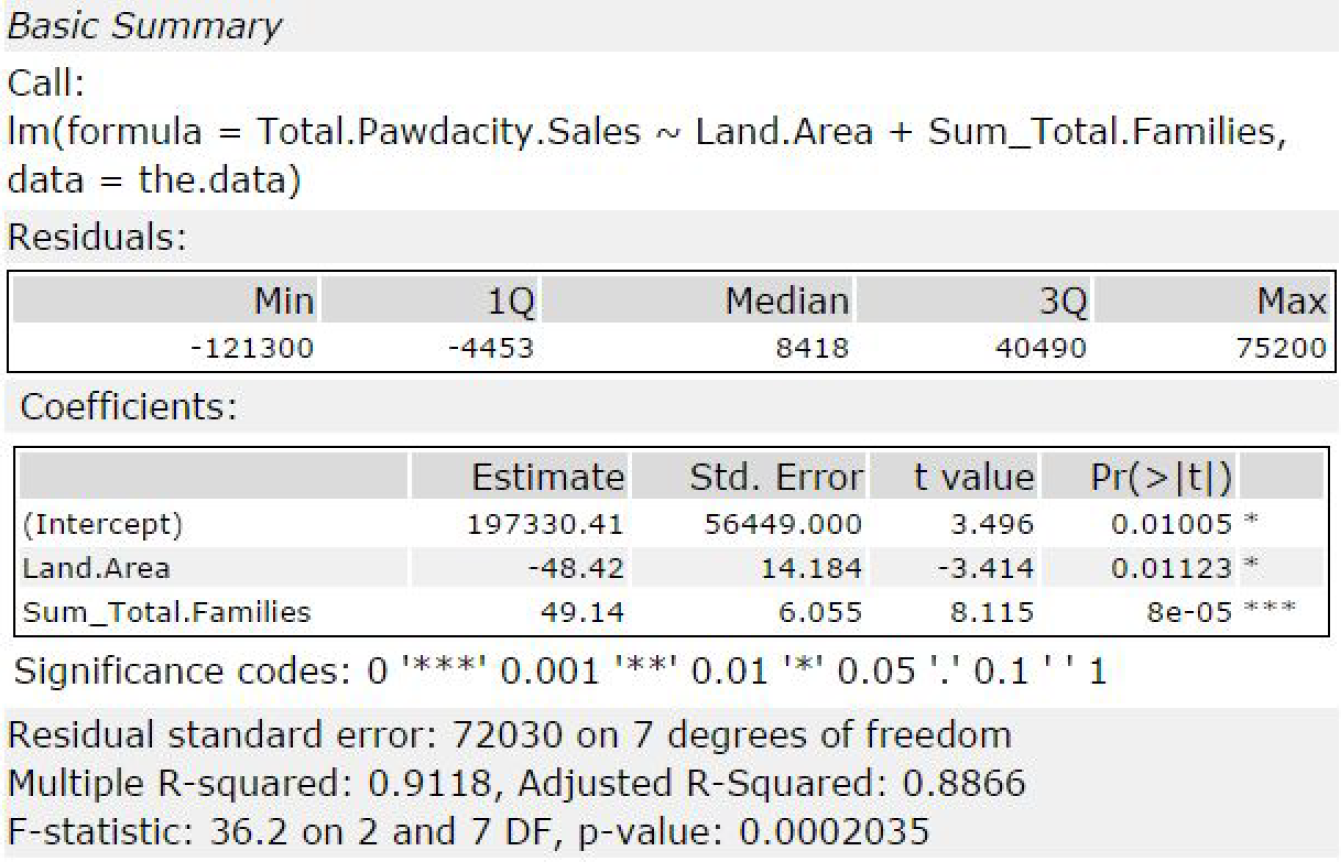 Basic Summary
Call:
lm(formula = Total.Pawdacity.Sales ~ Land.Area + Sum_Total.Families,
data = the.data)
Residuals:
Min 1Q Median 3Q Max
-121300 -4453 8418 40490 75200
Coefficients:
Estimate Std. Error t value Pr(>|t|)
(Intercept) 197330.41 56449.000 3.496 0.01005 *
Land.Area -48.42 14.184 -3.414 0.01123 *
Sum_Total.Families 49.14 6.055 8.115 8e-05 ***
Significance codes: 0 '***' 0.001 '**' 0.01 '*' 0.05 '.' 0.1 ' ' 1
Residual standard error: 72030 on 7 degrees of freedom
Multiple R-squared: 0.9118, Adjusted R-Squared: 0.8866
F-statistic: 36.2 on 2 and 7 DF, p-value: 0.0002035